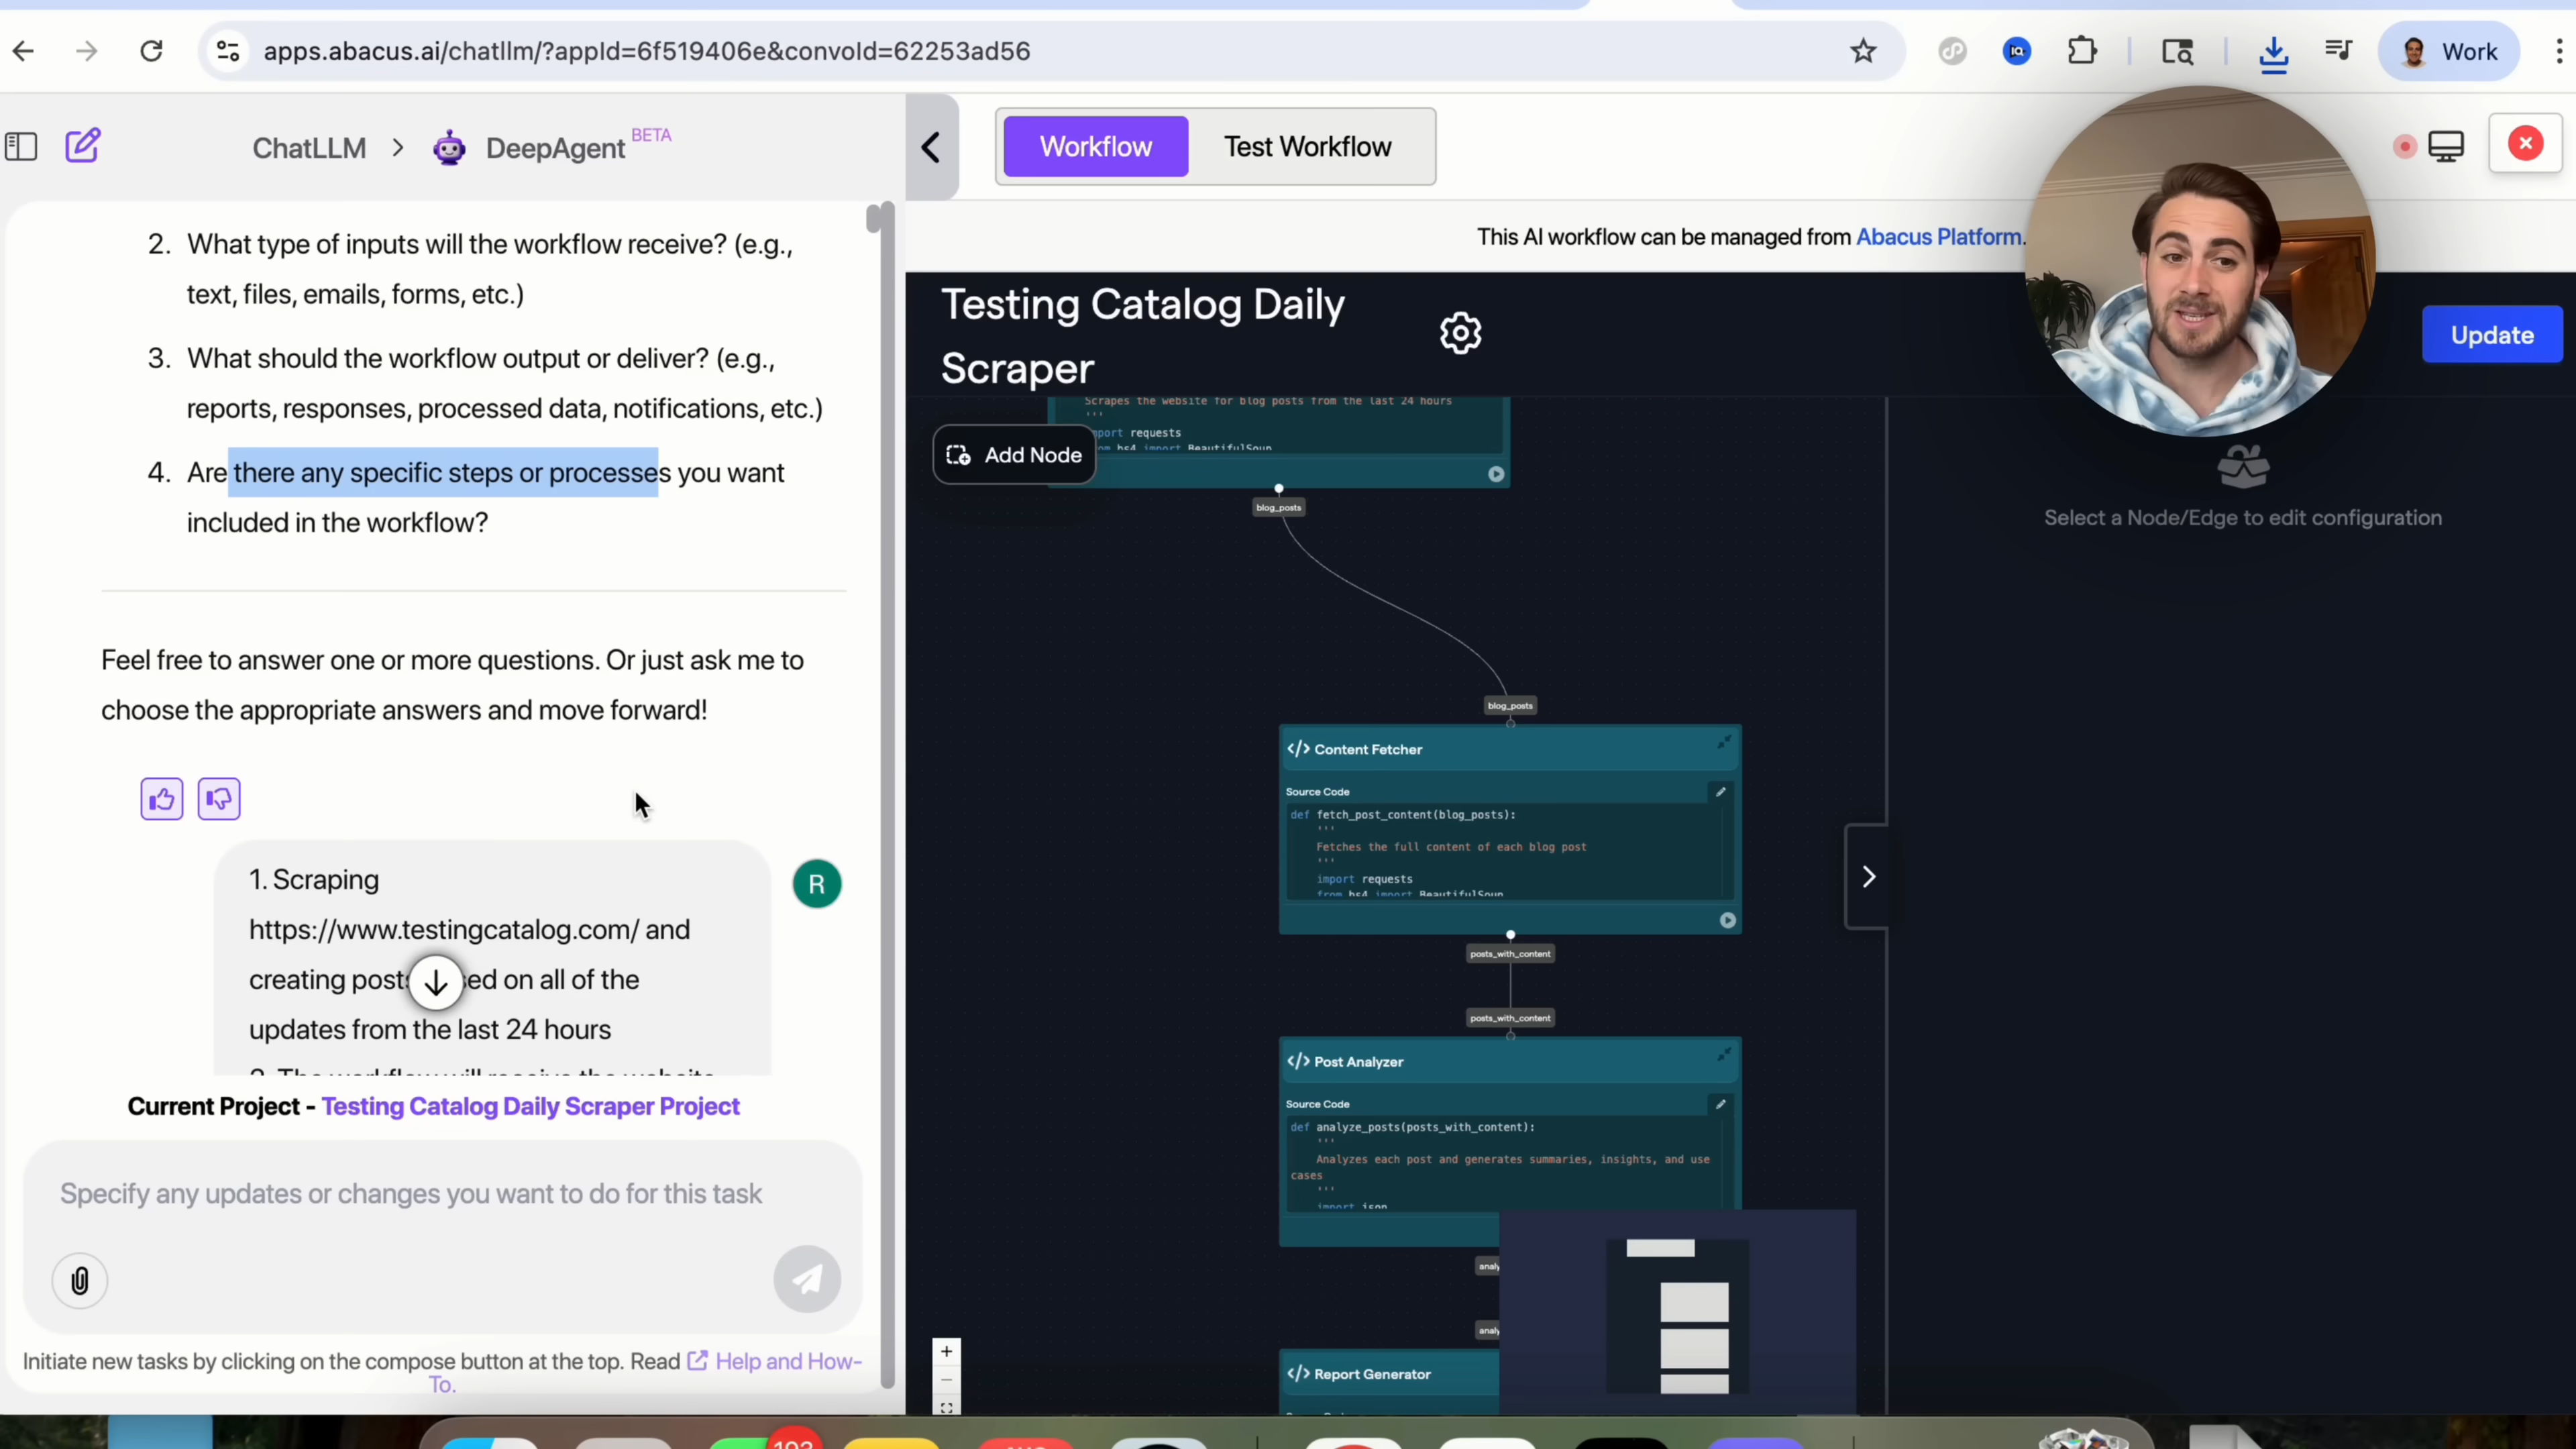 apps.abacus.ai/chatllm/?appId=6f519406e&convoId=62253ad56
Work
ChatLLM > DeepAgent BETA
2. What type of inputs will the workflow receive? (e.g.,
text, files, emails, forms, etc.)
3. What should the workflow output or deliver? (e.g.,
reports, responses, processed data, notifications, etc.)
4. Are there any specific steps or processes you want
included in the workflow?
Feel free to answer one or more questions. Or just ask me to
choose the appropriate answers and move forward!
1. Scraping
R
https://www.testingcatalog.com/ and
creating posts
on all of the
updates from the last 24 hours
Current Project - Testing Catalog Daily Scraper Project
Specify any updates or changes you want to do for this task
Initiate new tasks by clicking on the compose button at the top. Read Help and How-
To.
Workflow
Test Workflow
This AI workflow can be managed from Abacus Platform.
Testing Catalog Daily
Scraper
Update
Add Node
Scrapes the website for blog posts from the last 24 hours
'''
requests
BeautifulSoup
blog_posts
Select a Node/Edge to edit configuration
blog_posts
</> Content Fetcher
Source Code
def fetch_post_content(blog_posts):
'''
Fetches the full content of each blog post
'''
import requests
from bs4 import BeautifulSoup
posts_with_content
posts_with_content
</> Post Analyzer
Source Code
def analyze_posts(posts_with_content):
'''
Analyzes each post and generates summaries, insights, and use
cases
'''
import json
analy
analy
</> Report Generator
193